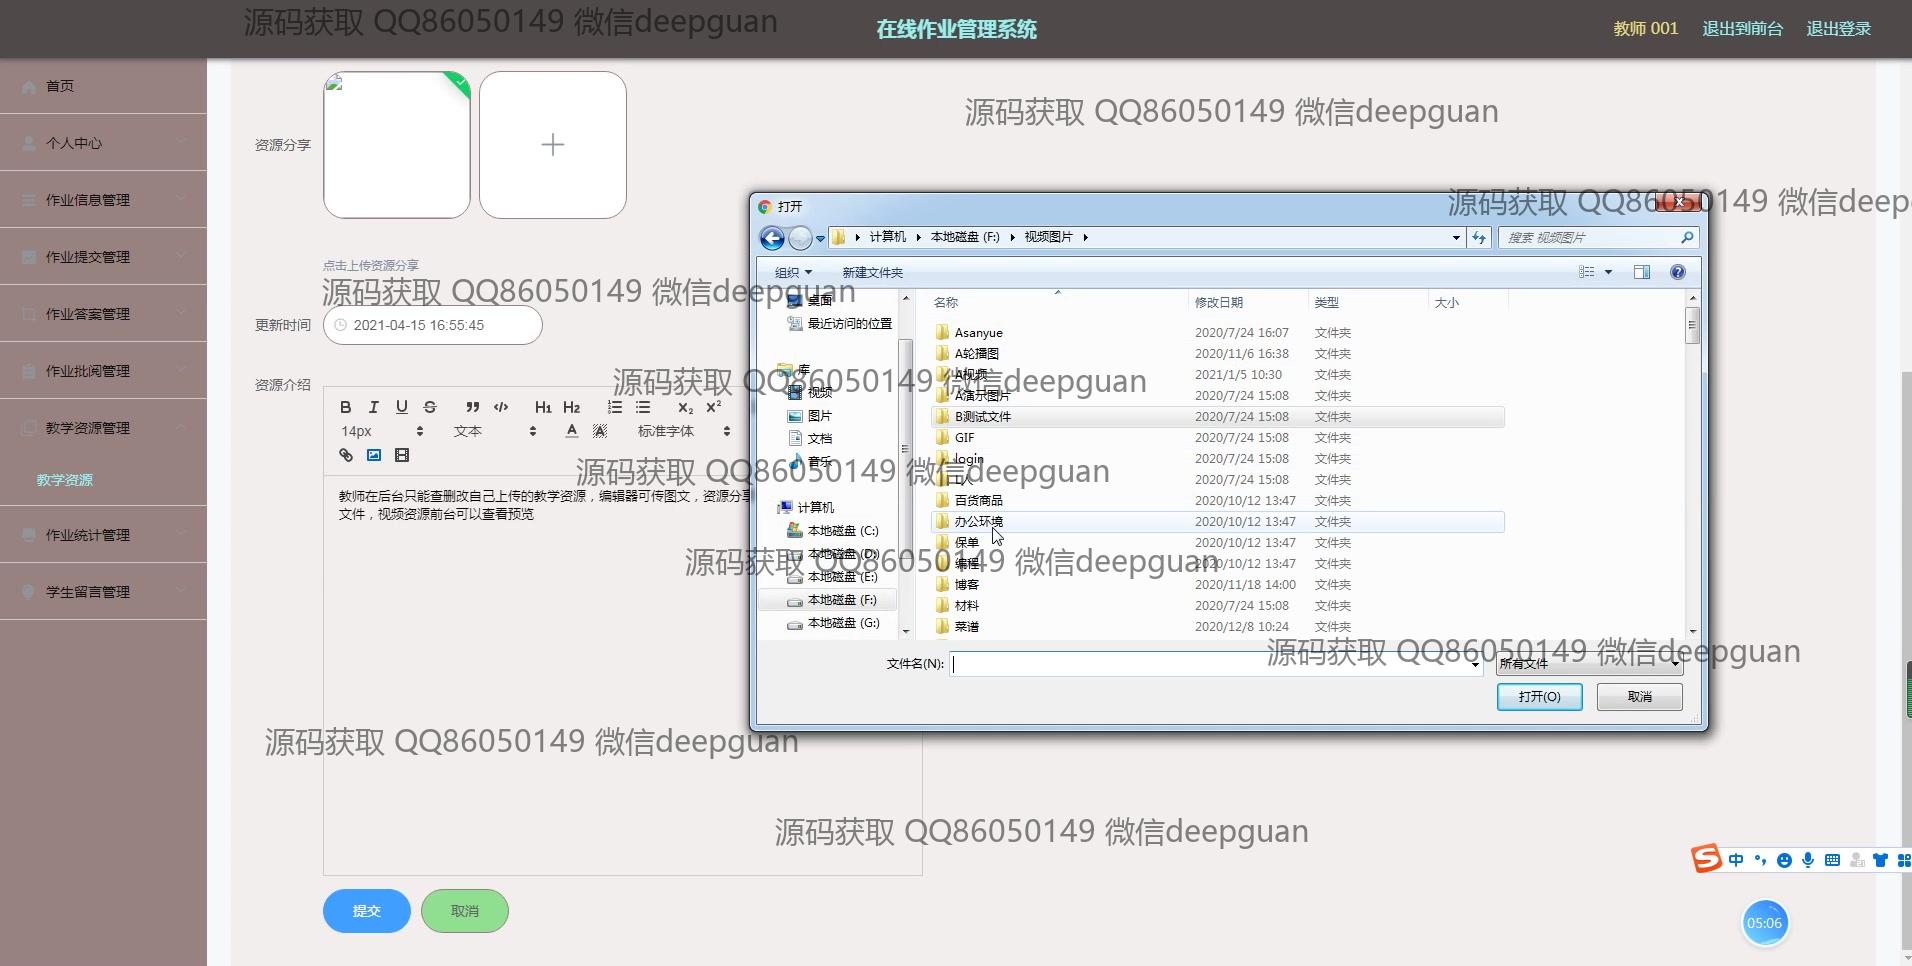 源码获取 QQ86050149 微信deepguan
在线作业管理系统
教师 001
退出到前台
退出登录
首页
个人中心
作业信息管理
作业提交管理
作业答案管理
作业批阅管理
教学资源管理
教学资源
作业统计管理
学生留言管理
资源分享
源码获取 QQ86050149 微信deepguan
点击上传资源分享
源码获取 QQ86050149 微信deepguan
更新时间
2021-04-15 16:55:45
资源介绍
B I U S H1 H2 X2 X2
14px 文本 A A 标准字体
教师在后台只能查删改自己上传的教学资源，编辑器可传图文，资源分享
文件，视频资源前台可以查看预览
提交
取消
打开
源码获取 QQ86050149 微信deep
计算机 本地磁盘 (F:) 视频图片
搜索 视频图片
组织 新建文件夹
桌面
最近访问的位置
库
视频
图片
文档
音乐
计算机
本地磁盘 (C:)
本地磁盘 (D:)
本地磁盘 (E:)
本地磁盘 (F:)
本地磁盘 (G:)
名称 修改日期 类型 大小
Asanyue 2020/7/24 16:07 文件夹
A轮播图 2020/11/6 16:38 文件夹
A视频 2021/1/5 10:30 文件夹
A演示图片 2020/7/24 15:08 文件夹
B测试文件 2020/7/24 15:08 文件夹
GIF 2020/7/24 15:08 文件夹
login 2020/7/24 15:08 文件夹
2020/7/24 15:08 文件夹
百货商品 2020/10/12 13:47 文件夹
办公环境 2020/10/12 13:47 文件夹
保单 2020/10/12 13:47 文件夹
编程 2020/10/12 13:47 文件夹
博客 2020/11/18 14:00 文件夹
材料 2020/7/24 15:08 文件夹
菜谱 2020/12/8 10:24 文件夹
源码获取 QQ86050149 微信deepguan
源码获取 QQ86050149 微信deepguan
源码获取 QQ86050149 微信deepguan
文件名(N):
所有文件
源码获取 QQ86050149 微信deepguan
打开(O)
取消
源码获取 QQ86050149 微信deepguan
源码获取 QQ86050149 微信deepguan
中
05:06